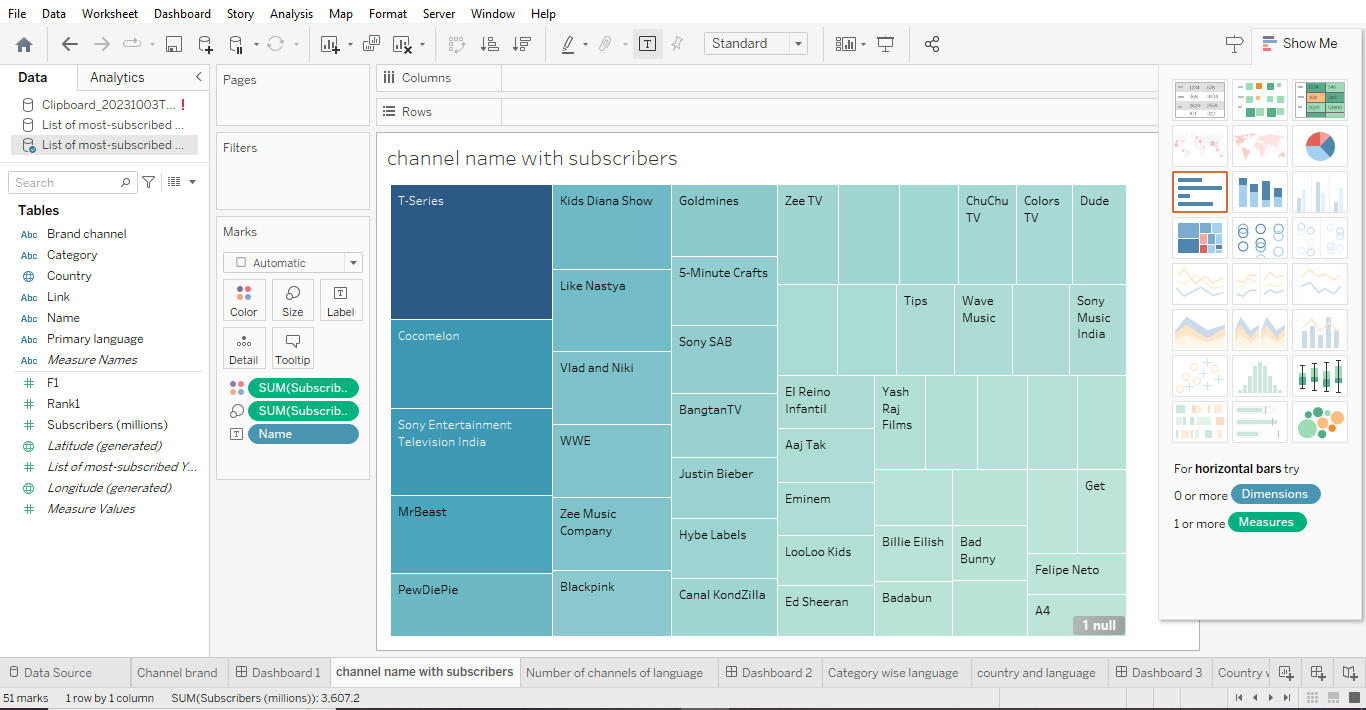 File Data Worksheet Dashboard Story Analysis Map Format Server Window Help
Standard
Show Me
Data
Analytics
Clipboard_20231003T... !
List of most-subscribed ...
List of most-subscribed ...
Search
Tables
Abc Brand channel
Abc Category
Country
Abc Link
Abc Name
Abc Primary language
Abc Measure Names
# F1
# Rank1
# Subscribers (millions)
Latitude (generated)
# List of most-subscribed Y...
Longitude (generated)
# Measure Values
Pages
Filters
Marks
Automatic
Color
Size
T
Label
Detail
Tooltip
SUM(Subscrib..
SUM(Subscrib..
T Name
Columns
Rows
channel name with subscribers
T-Series
Cocomelon
Sony Entertainment
Television India
MrBeast
PewDiePie
Kids Diana Show
Like Nastya
Vlad and Niki
WWE
Zee Music
Company
Blackpink
Goldmines
5-Minute Crafts
Sony SAB
BangtanTV
Justin Bieber
Hybe Labels
Canal KondZilla
Zee TV
ChuChu
TV
Colors
TV
Dude
Tips
Wave
Music
Sony
Music
India
El Reino
Infantil
Aaj Tak
Eminem
LooLoo Kids
Ed Sheeran
Yash
Raj
Films
Billie Eilish
Badabun
Bad
Bunny
Get
Felipe Neto
A4
1 null
For horizontal bars try
0 or more Dimensions
1 or more Measures
Data Source
Channel brand
Dashboard 1
channel name with subscribers
Number of channels of language
Dashboard 2
Category wise language
country and language
Dashboard 3
Country
51 marks
1 row by 1 column
SUM(Subscribers (millions)): 3,607.2